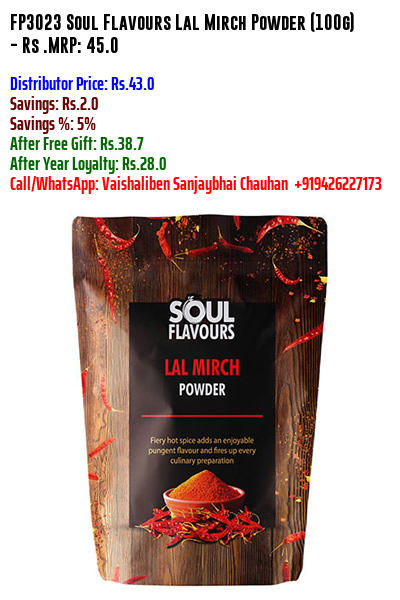 FP3023 Soul Flavours Lal Mirch Powder (100g)
- Rs .MRP: 45.0
Distributor Price: Rs.43.0
Savings: Rs.2.0
Savings %: 5%
After Free Gift: Rs.38.7
After Year Loyalty: Rs.28.0
Call/WhatsApp: Vaishaliben Sanjaybhai Chauhan +919426227173
SOUL
FLAVOURS
LAL MIRCH
POWDER
Fiery hot spice adds an enjoyable
pungent flavour and fires up every
culinary preparation